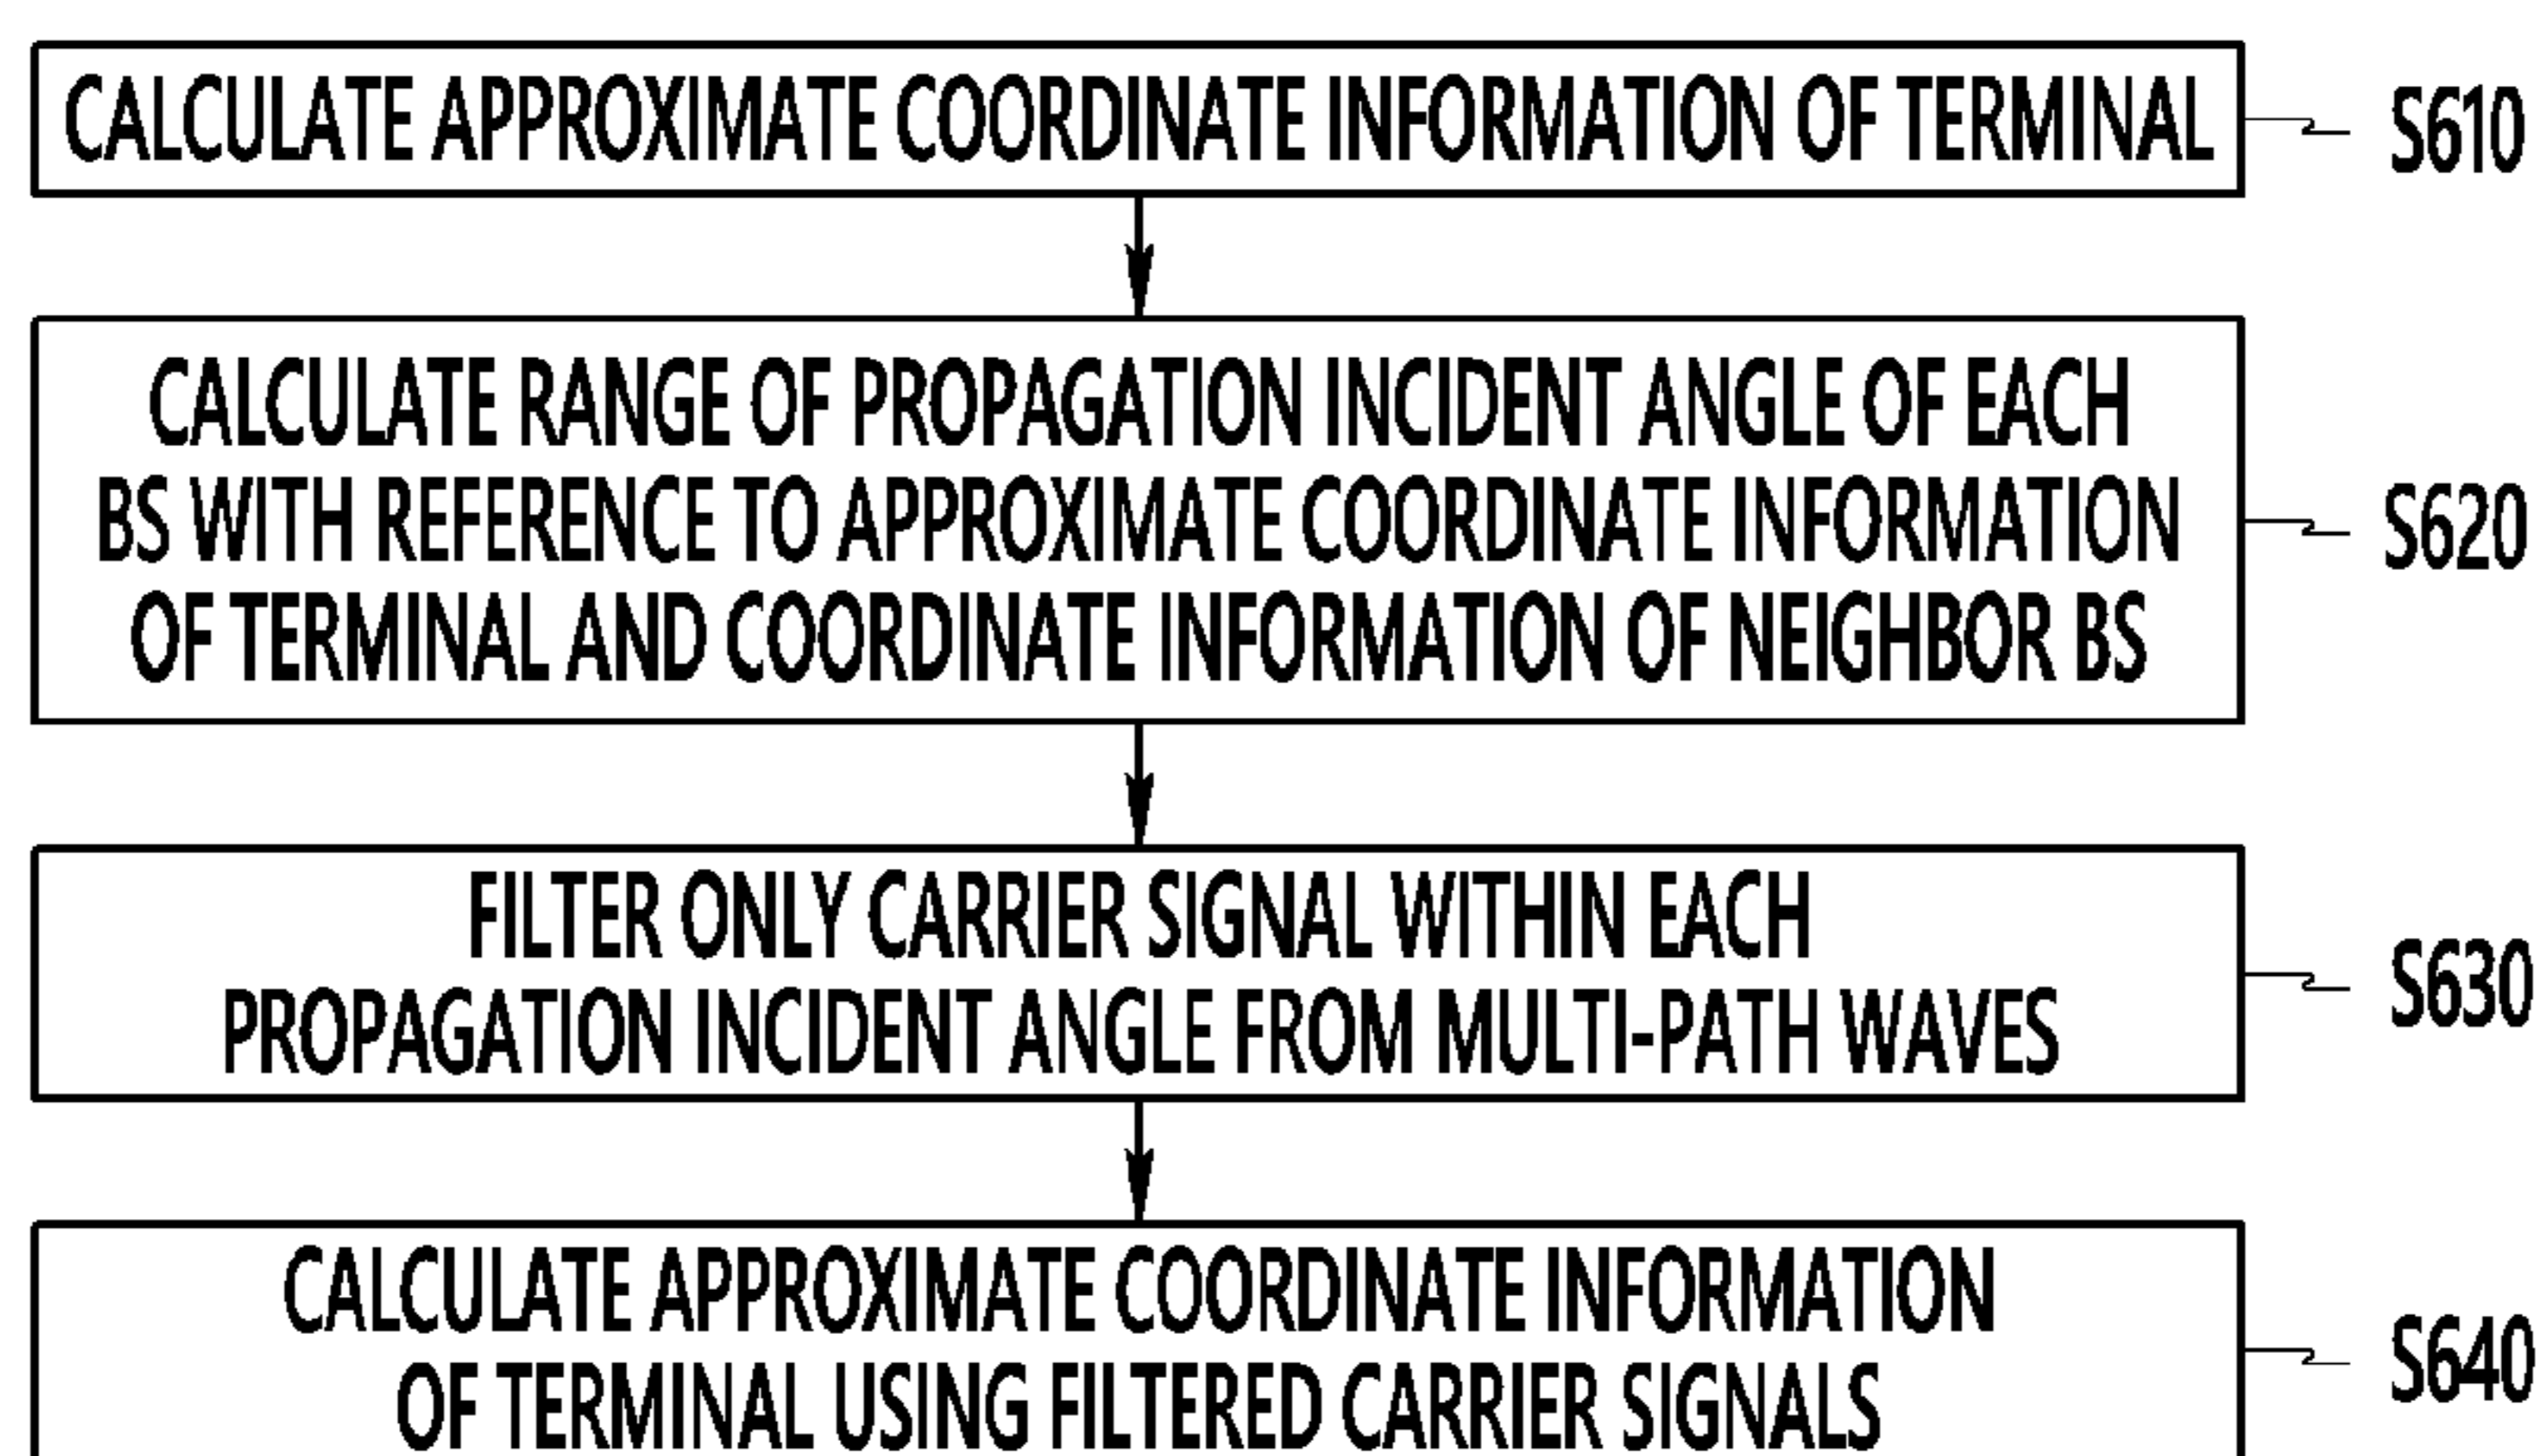 CALCULATE APPROXIMATE COORDINATE INFORMATION OF TERMINAL
S610
CALCULATE RANGE OF PROPAGATION INCIDENT ANGLE OF EACH
BS WITH REFERENCE TO APPROXIMATE COORDINATE INFORMATION
OF TERMINAL AND COORDINATE INFORMATION OF NEIGHBOR BS
S620
FILTER ONLY CARRIER SIGNAL WITHIN EACH
PROPAGATION INCIDENT ANGLE FROM MULTI-PATH WAVES
S630
CALCULATE APPROXIMATE COORDINATE INFORMATION
OF TERMINAL USING FILTERED CARRIER SIGNALS
S640